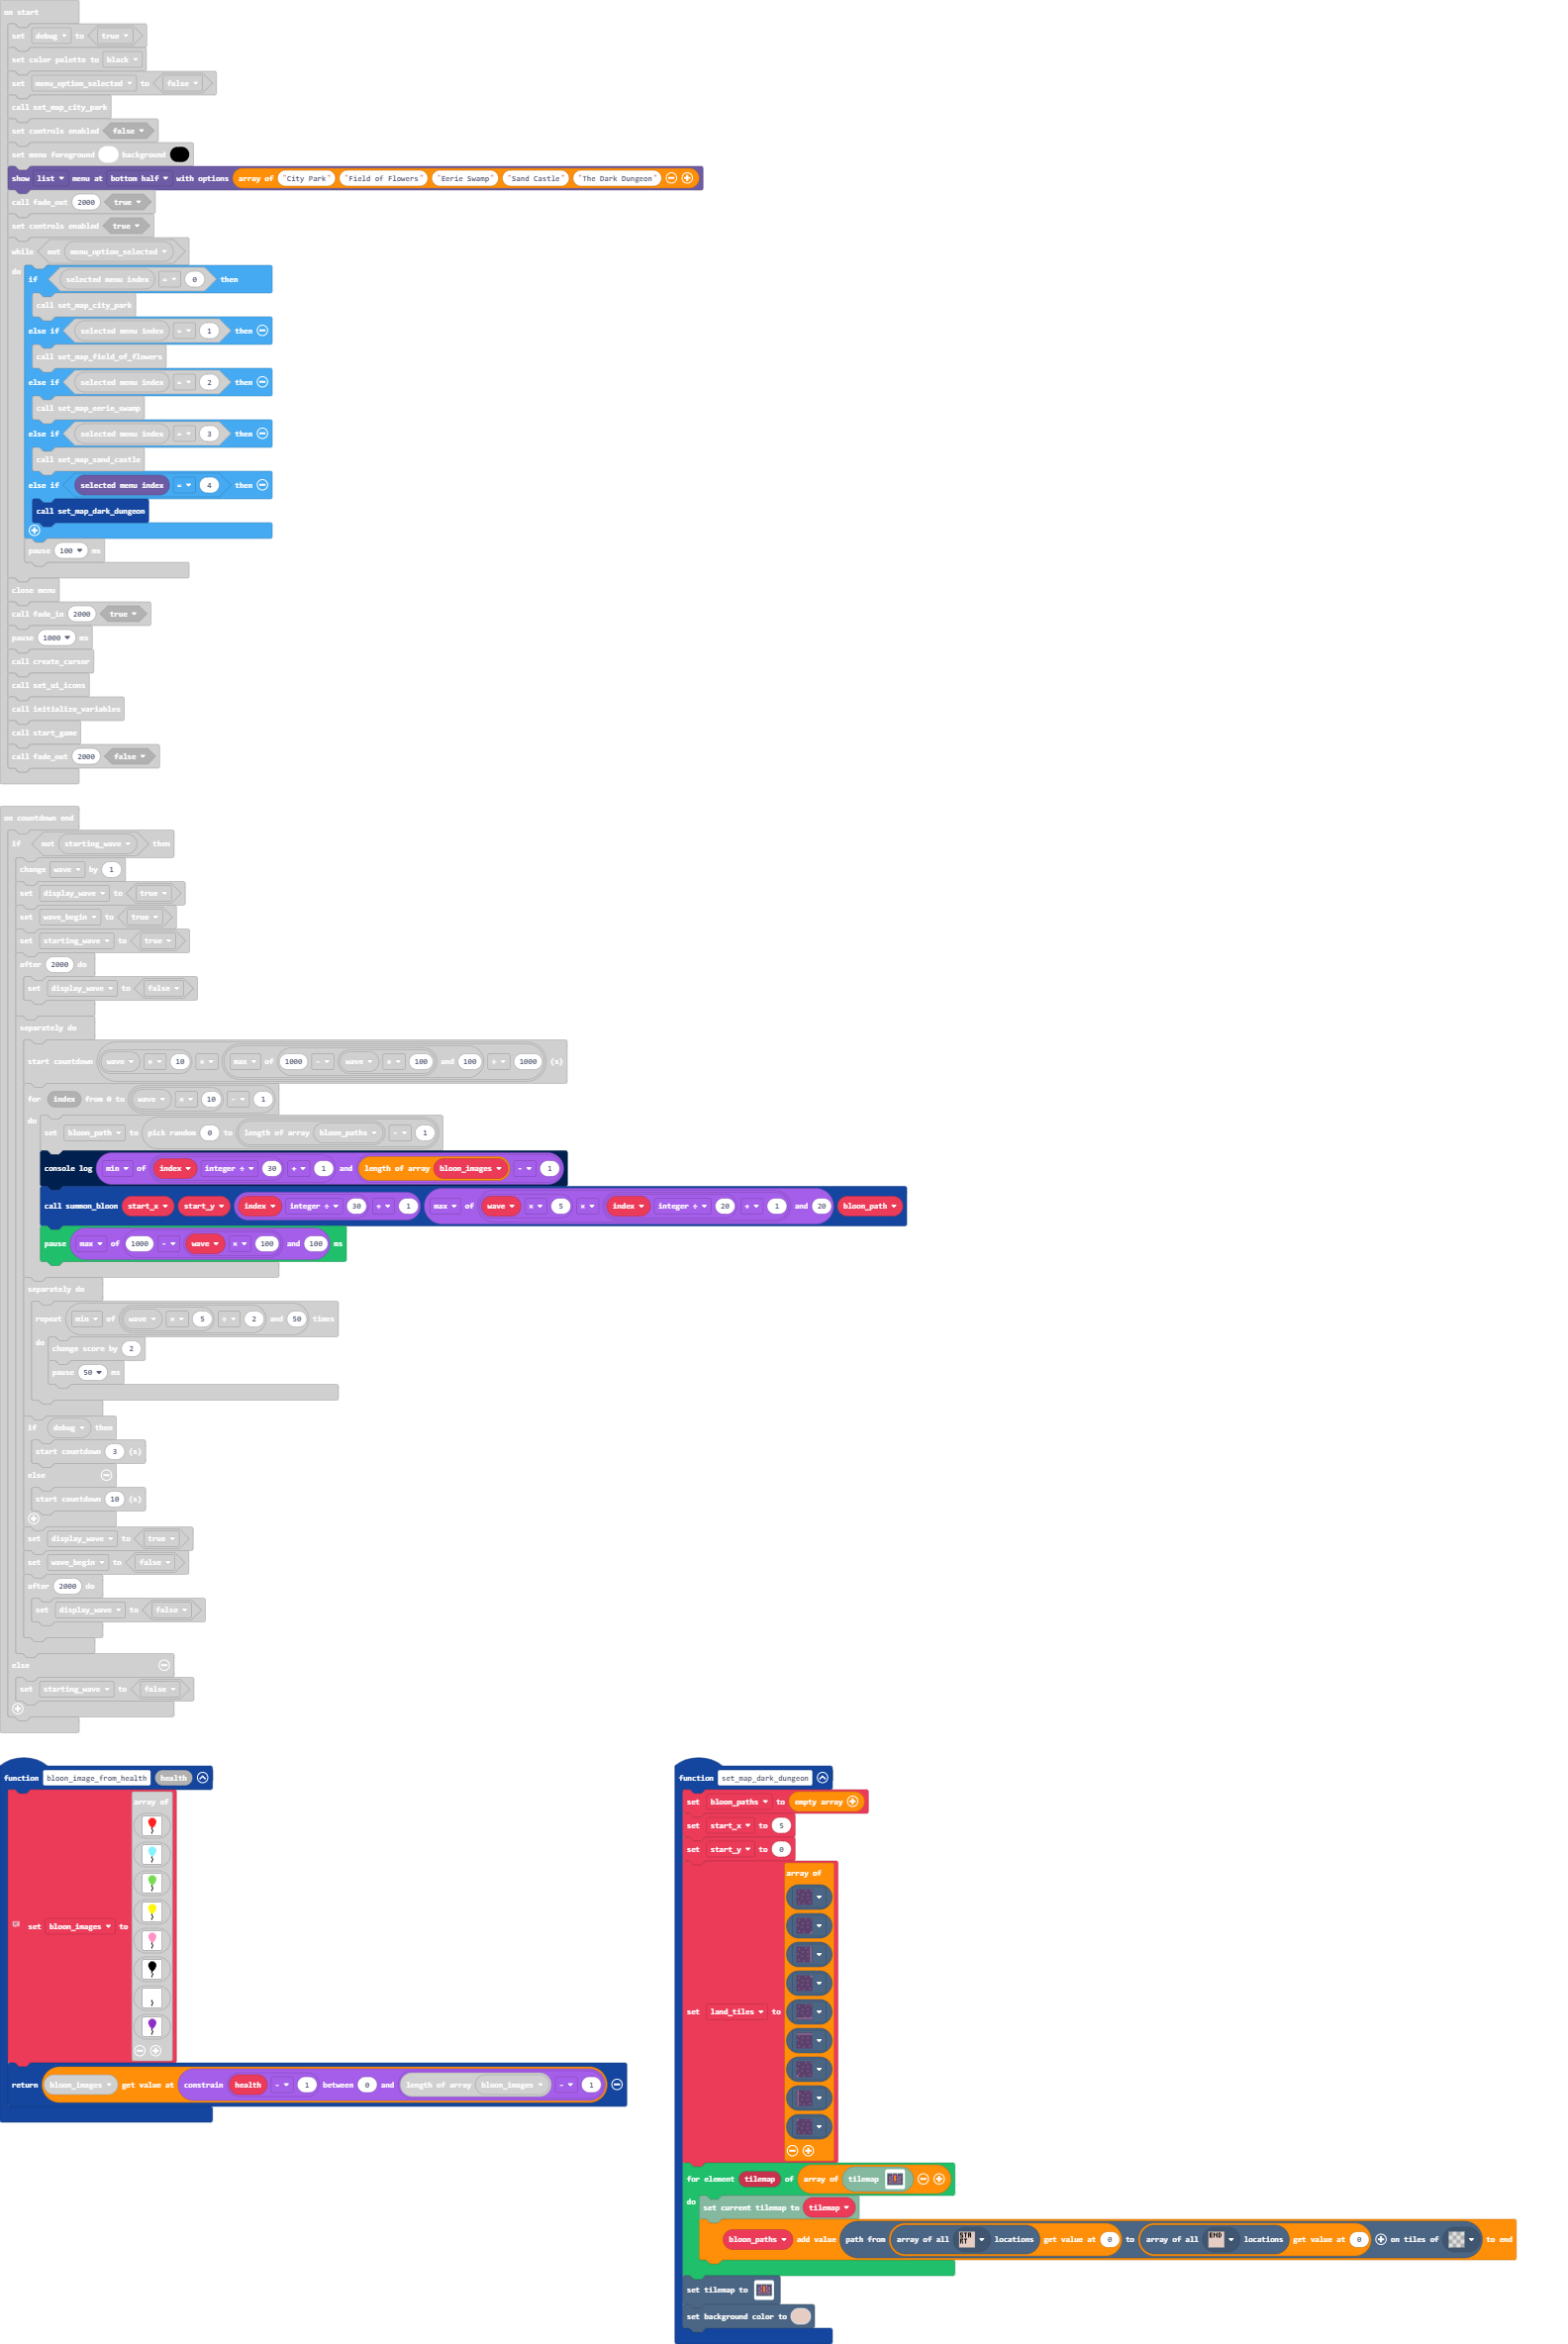 on start
set debug to true
set color palette to black
set menu_option_selected to false
call set_map_city_park
set controls enabled false
set menu foreground background
show list menu at bottom half with options array of "City Park" "Field of Flowers" "Eerie Swamp" "Sand Castle" "The Dark Dungeon"
call fade_out 2000 true
set controls enabled true
while not menu_option_selected
do
if selected menu index = 0 then
call set_map_city_park
else if selected menu index = 1 then
call set_map_field_of_flowers
else if selected menu index = 2 then
call set_map_eerie_swamp
else if selected menu index = 3 then
call set_map_sand_castle
else if selected menu index = 4 then
call set_map_dark_dungeon
pause 100 ms
close menu
call fade_in 2000 true
pause 1000 ms
call create_cursor
call set_ui_icons
call initialize_variables
call start_game
call fade_out 2000 false
on countdown end
if not starting_wave then
change wave by 1
set display_wave to true
set wave_begin to true
set starting_wave to true
after 2000 do
set display_wave to false
separately do
start countdown wave × 10 × max of 1000 - wave × 100 and 100 ÷ 1000 (s)
for index from 0 to wave × 10 - 1
do
set bloon_path to pick random 0 to length of array bloon_paths - 1
console log min of index integer ÷ 30 + 1 and length of array bloon_images - 1
call summon_bloon start_x start_y index integer ÷ 30 + 1 max of wave × 5 × index integer ÷ 20 + 1 and 20 bloon_path
pause max of 1000 - wave × 100 and 100 ms
separately do
repeat min of wave × 5 ÷ 2 and 50 times
do
change score by 2
pause 50 ms
if debug then
start countdown 3 (s)
else
start countdown 10 (s)
set display_wave to true
set wave_begin to false
after 2000 do
set display_wave to false
else
set starting_wave to false
function bloon_image_from_health health
array of
set bloon_images to
return bloon_images get value at constrain health - 1 between 0 and length of array bloon_images - 1
function set_map_dark_dungeon
set bloon_paths to empty array
set start_x to 5
set start_y to 0
array of
set land_tiles to
for element tilemap of array of tilemap
do
set current tilemap to tilemap
bloon_paths add value path from array of all START locations get value at 0 to array of all END locations get value at 0 on tiles of to end
set tilemap to
set background color to